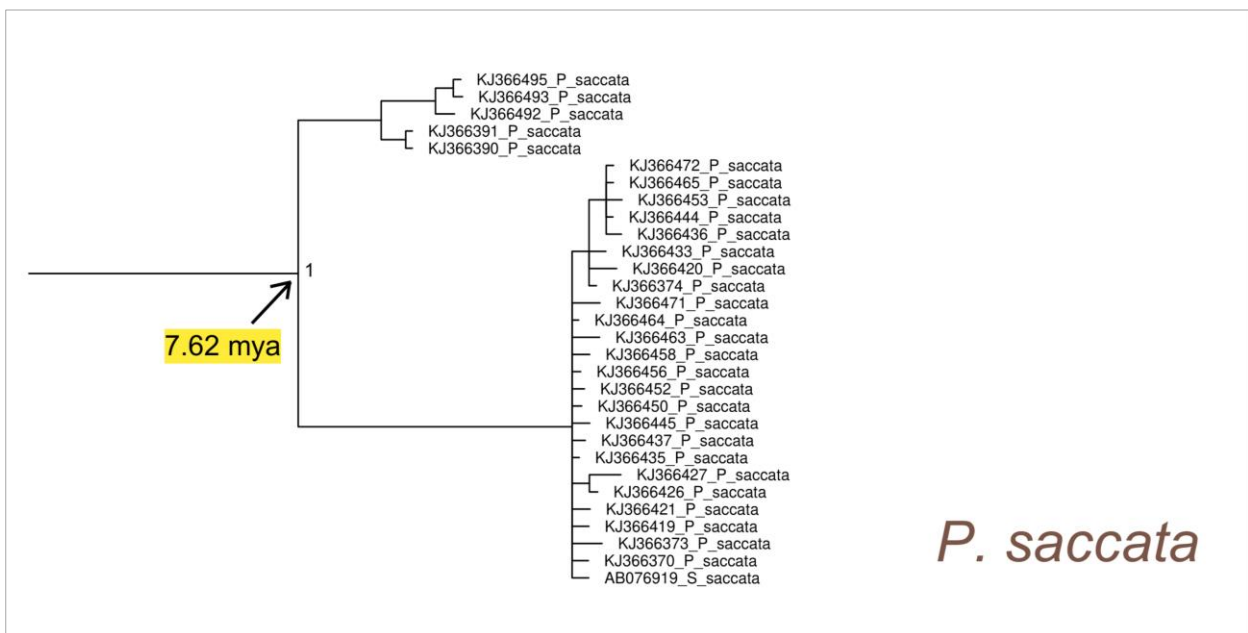 KJ366495_P_saccata
KJ366493_P_saccata
KJ366492_P_saccata
KJ366391_P_saccata
KJ366390_P_saccata
KJ366472_P_saccata
KJ366465_P_saccata
KJ366453_P_saccata
KJ366444_P_saccata
KJ366436_P_saccata
KJ366433_P_saccata
KJ366420_P_saccata
1
KJ366374_P_saccata
KJ366471_P_saccata
KJ366464_P_saccata
KJ366463_P_saccata
7.62 mya
KJ366458_P_saccata
KJ366456_P_saccata
KJ366452_P_saccata
KJ366450_P_saccata
KJ366445_P_saccata
KJ366437_P_saccata
KJ366435_P_saccata
KJ366427_P_saccata
KJ366426_P_saccata
KJ366421_P_saccata
KJ366419_P_saccata
KJ366373_P_saccata
KJ366370_P_saccata
AB076919_S_saccata
P. saccata